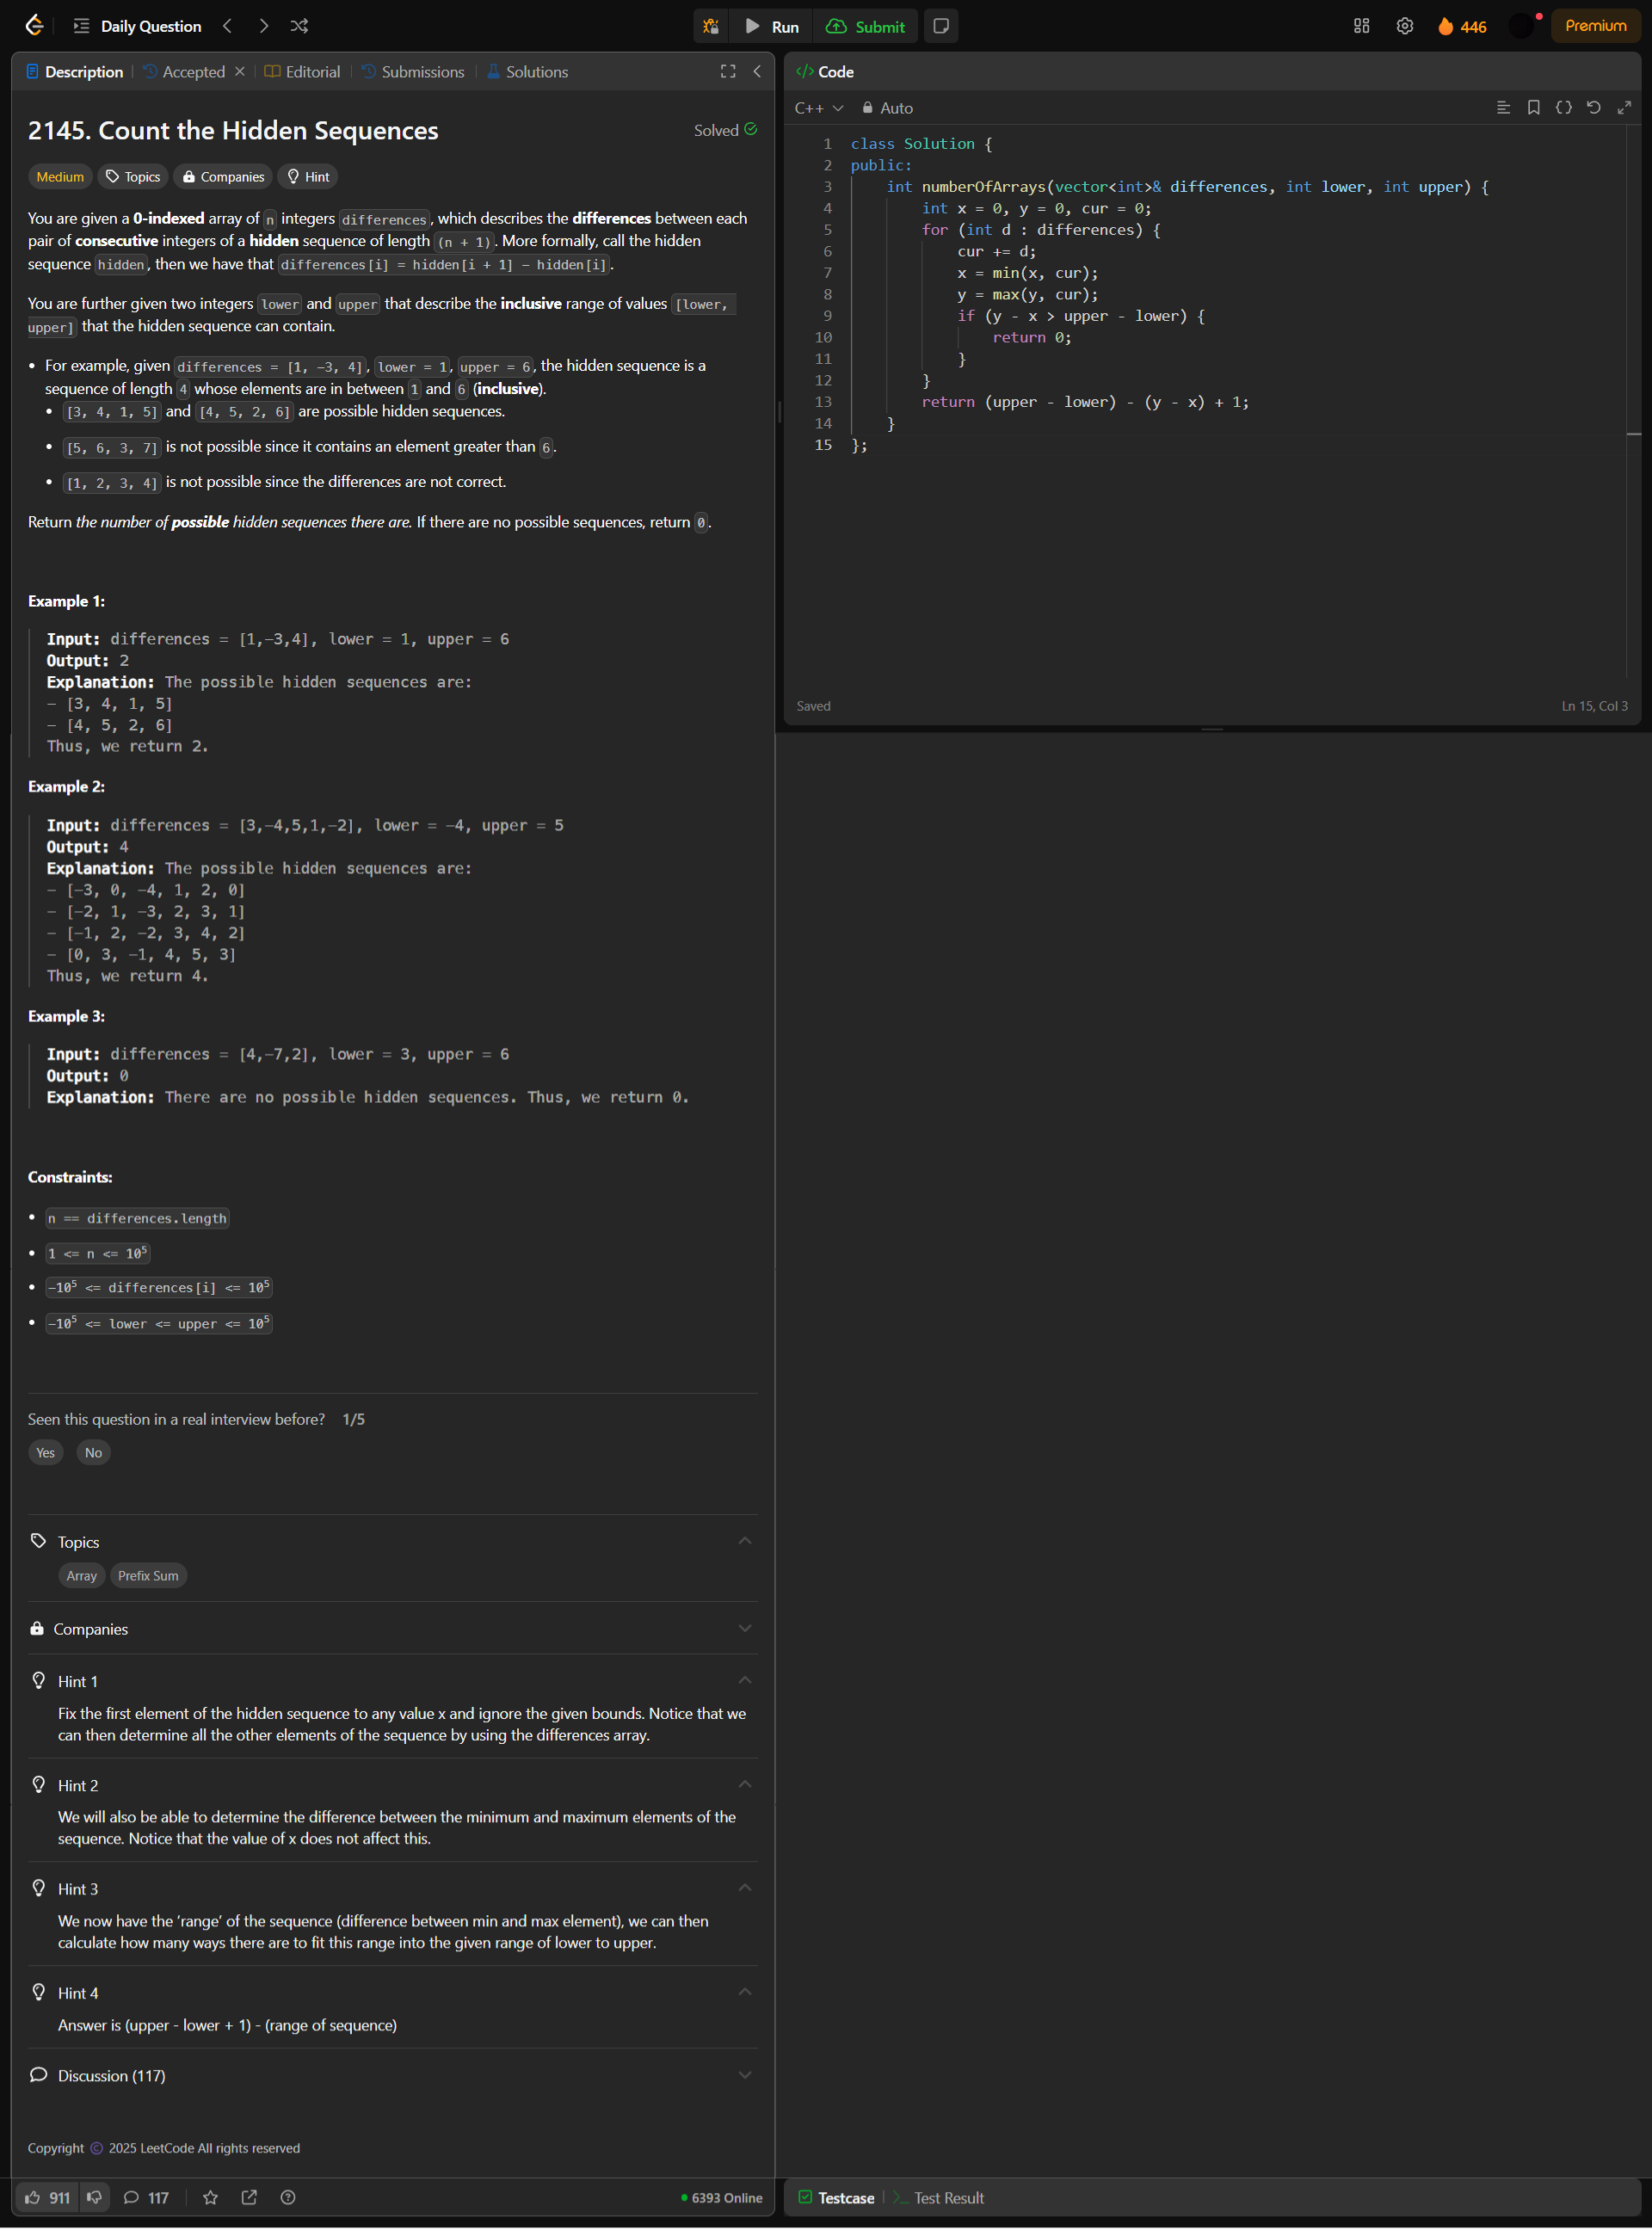 Daily Question
Run
Submit
446
Premium
Description
Accepted
Editorial
Submissions
Solutions
2145. Count the Hidden Sequences
Solved
Medium
Topics
Companies
Hint
You are given a 0-indexed array of n integers differences, which describes the differences between each
pair of consecutive integers of a hidden sequence of length (n + 1). More formally, call the hidden
sequence hidden, then we have that differences[i] = hidden[i + 1] − hidden[i].
You are further given two integers lower and upper that describe the inclusive range of values [lower,
upper] that the hidden sequence can contain.
• For example, given differences = [1, −3, 4], lower = 1, upper = 6, the hidden sequence is a
sequence of length 4 whose elements are in between 1 and 6 (inclusive).
• [3, 4, 1, 5] and [4, 5, 2, 6] are possible hidden sequences.
• [5, 6, 3, 7] is not possible since it contains an element greater than 6.
• [1, 2, 3, 4] is not possible since the differences are not correct.
Return the number of possible hidden sequences there are. If there are no possible sequences, return 0.
Example 1:
Input: differences = [1,−3,4], lower = 1, upper = 6
Output: 2
Explanation: The possible hidden sequences are:
− [3, 4, 1, 5]
− [4, 5, 2, 6]
Thus, we return 2.
Example 2:
Input: differences = [3,−4,5,1,−2], lower = −4, upper = 5
Output: 4
Explanation: The possible hidden sequences are:
− [−3, 0, −4, 1, 2, 0]
− [−2, 1, −3, 2, 3, 1]
− [−1, 2, −2, 3, 4, 2]
− [0, 3, −1, 4, 5, 3]
Thus, we return 4.
Example 3:
Input: differences = [4,−7,2], lower = 3, upper = 6
Output: 0
Explanation: There are no possible hidden sequences. Thus, we return 0.
Constraints:
• n == differences.length
• 1 <= n <= 10⁵
• −10⁵ <= differences[i] <= 10⁵
• −10⁵ <= lower <= upper <= 10⁵
Seen this question in a real interview before? 1/5
Yes
No
Topics
Array
Prefix Sum
Companies
Hint 1
Fix the first element of the hidden sequence to any value x and ignore the given bounds. Notice that we
can then determine all the other elements of the sequence by using the differences array.
Hint 2
We will also be able to determine the difference between the minimum and maximum elements of the
sequence. Notice that the value of x does not affect this.
Hint 3
We now have the ‘range’ of the sequence (difference between min and max element), we can then
calculate how many ways there are to fit this range into the given range of lower to upper.
Hint 4
Answer is (upper - lower + 1) - (range of sequence)
Discussion (117)
Copyright © 2025 LeetCode All rights reserved
911
117
6393 Online
</> Code
C++
Auto
1 class Solution {
2 public:
3     int numberOfArrays(vector<int>& differences, int lower, int upper) {
4         int x = 0, y = 0, cur = 0;
5         for (int d : differences) {
6             cur += d;
7             x = min(x, cur);
8             y = max(y, cur);
9             if (y - x > upper - lower) {
10                 return 0;
11             }
12         }
13         return (upper - lower) - (y - x) + 1;
14     }
15 };
Saved
Ln 15, Col 3
Testcase
Test Result